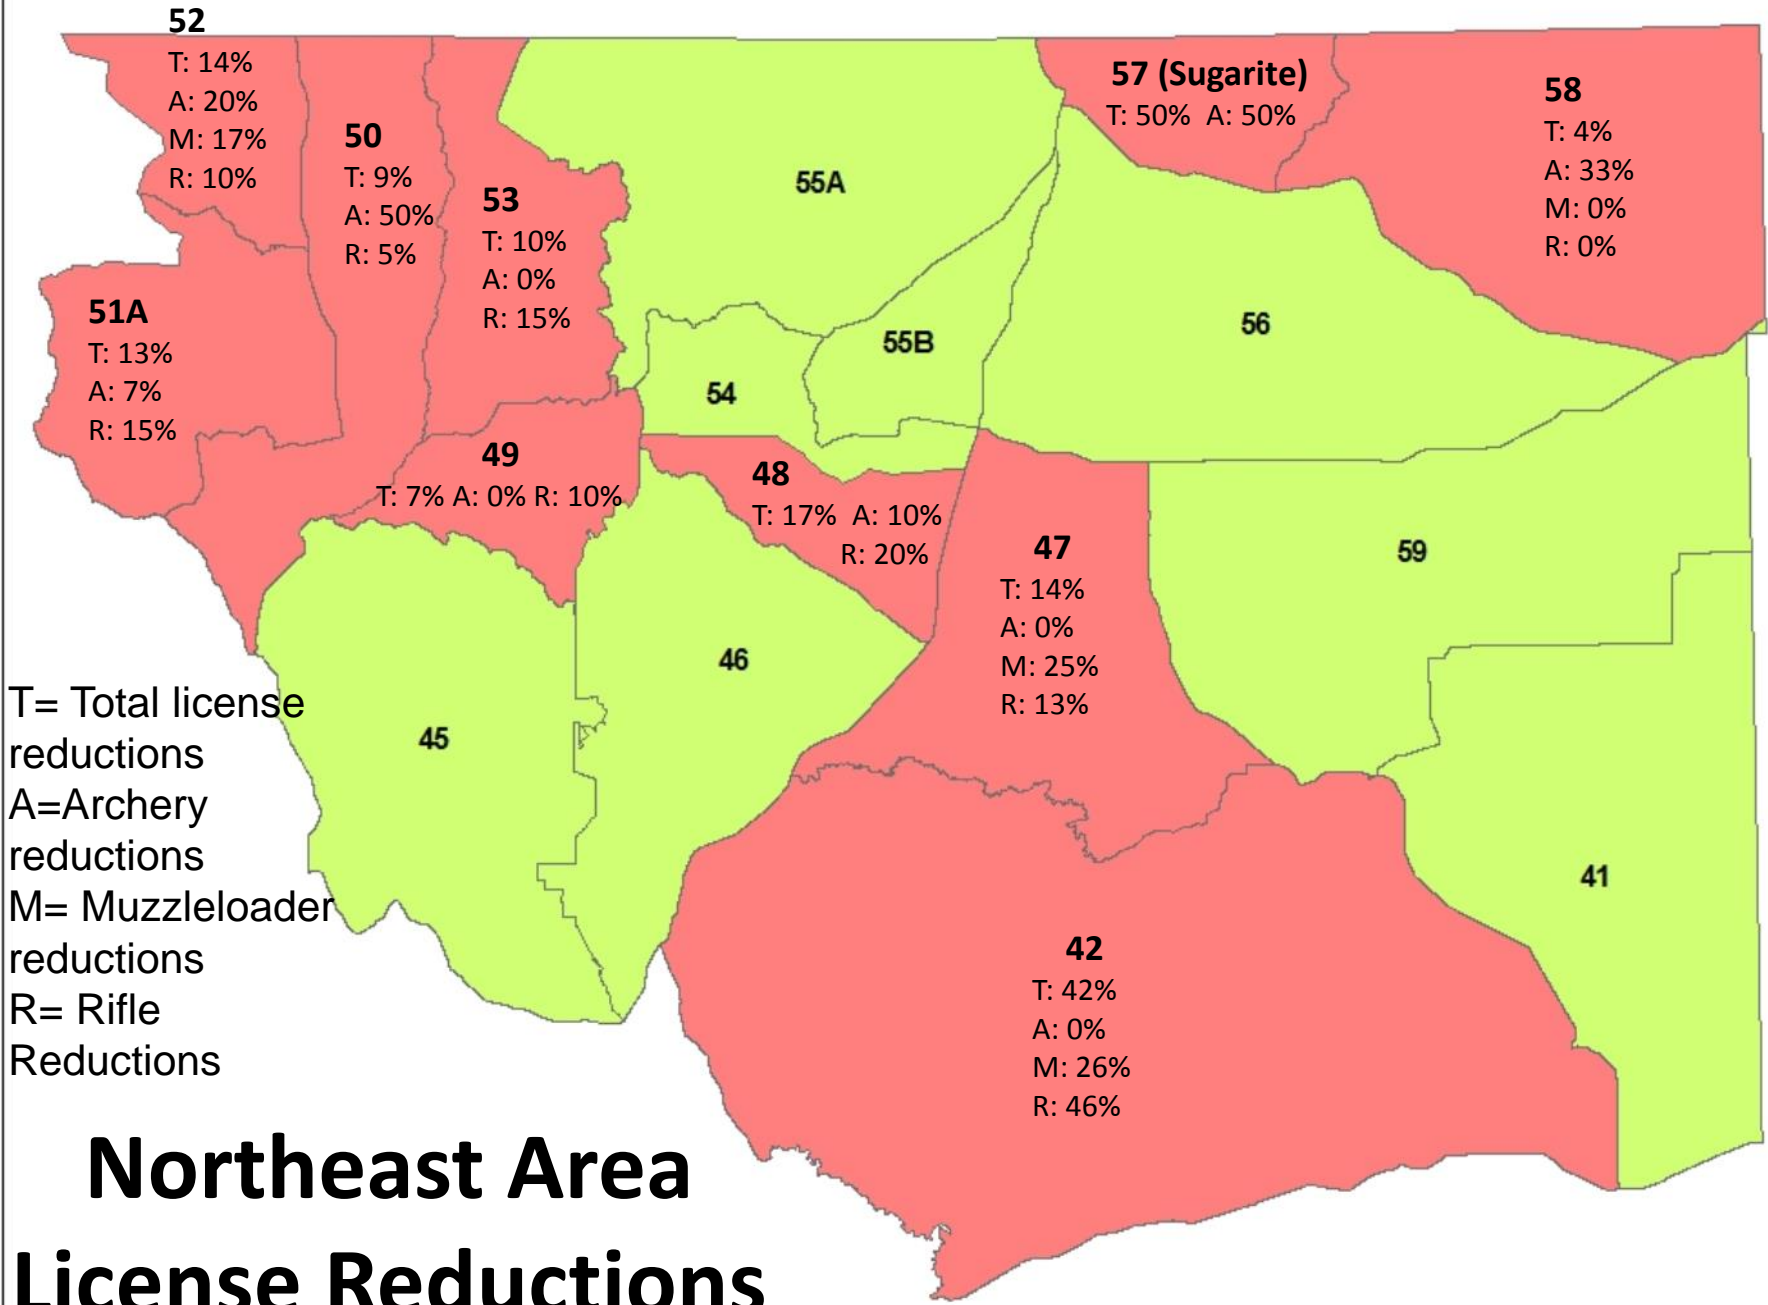 52
T: 14%
A: 20%
M: 17%
R: 10%
50
T: 9%
A: 50%
R: 5%
53
T: 10%
A: 0%
R: 15%
55A
57 (Sugarite)
T: 50% A: 50%
58
T: 4%
A: 33%
M: 0%
R: 0%
51A
T: 13%
A: 7%
R: 15%
54
55B
56
49
T: 7% A: 0% R: 10%
48
T: 17% A: 10%
R: 20%
47
T: 14%
A: 0%
M: 25%
R: 13%
59
46
45
41
42
T: 42%
A: 0%
M: 26%
R: 46%
T= Total license
reductions
A=Archery
reductions
M= Muzzleloader
reductions
R= Rifle
Reductions
Northeast Area
License Reductions